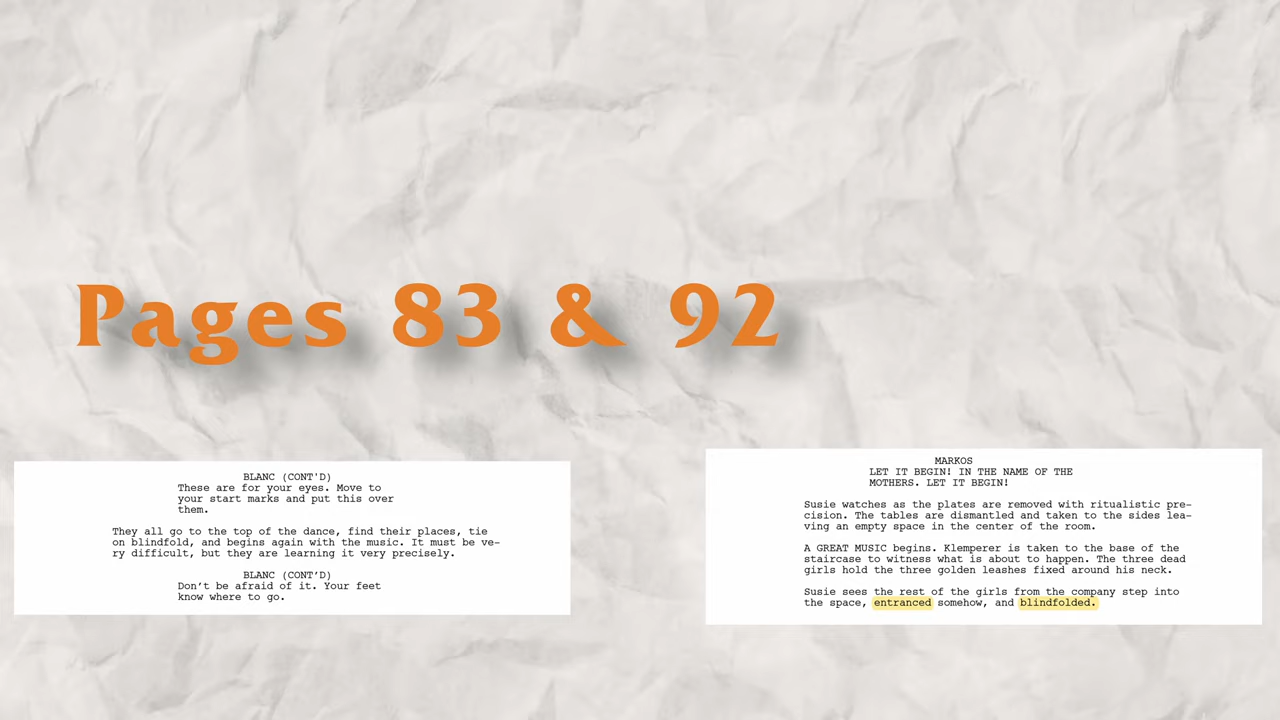 Pages 83 & 92
BLANC (CONT'D)
These are for your eyes. Move to
your start marks and put this over
them.
They all go to the top of the dance, find their places, tie
on blindfold, and begins again with the music. It must be ve-
ry difficult, but they are learning it very precisely.
BLANC (CONT’D)
Don’t be afraid of it. Your feet
know where to go.
MARKOS
LET IT BEGIN! IN THE NAME OF THE
MOTHERS. LET IT BEGIN!
Susie watches as the plates are removed with ritualistic pre-
cision. The tables are dismantled and taken to the sides lea-
ving an empty space in the center of the room.
A GREAT MUSIC begins. Klemperer is taken to the base of the
staircase to witness what is about to happen. The three dead
girls hold the three golden leashes fixed around his neck.
Susie sees the rest of the girls from the company step into
the space, entranced somehow, and blindfolded.